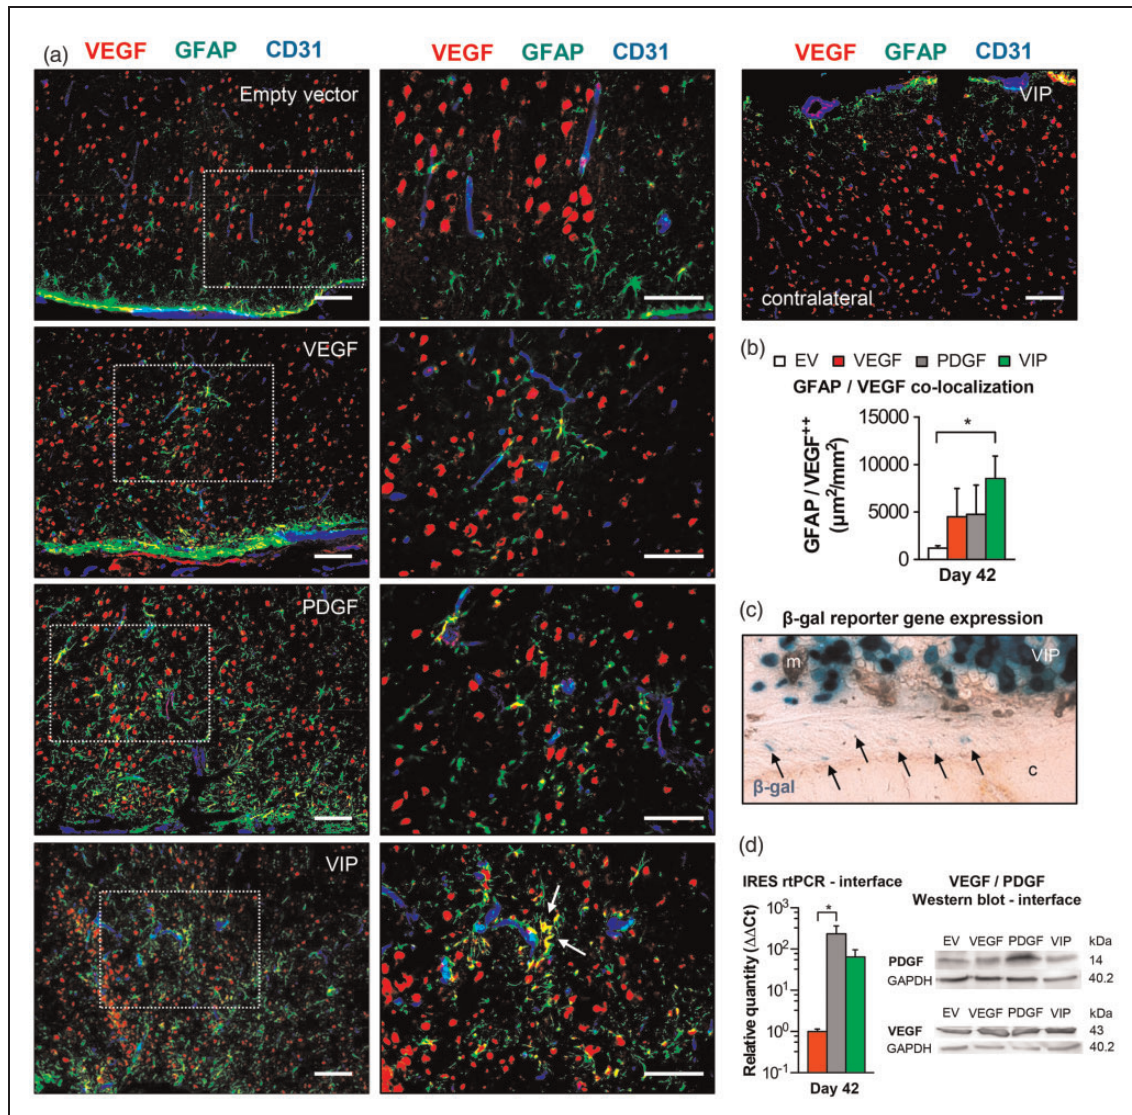 (a) VEGF GFAP CD31
VEGF GFAP CD31
VEGF GFAP CD31
Empty vector
VIP
contralateral
VEGF
PDGF
VIP
(b)
EV VEGF PDGF VIP
GFAP / VEGF co-localization
GFAP / VEGF++
(µm2/mm2)
15000
*
10000
5000
0
Day 42
(c)
β-gal reporter gene expression
VIP
m
β-gal
c
(d)
IRES rtPCR - interface
Relative quantity (ΔΔCt)
10³
*
10²
10¹
10⁰
10-¹
Day 42
VEGF / PDGF
Western blot - interface
EV VEGF PDGF VIP kDa
PDGF 14
GAPDH 40.2
EV VEGF PDGF VIP
VEGF 43
GAPDH 40.2